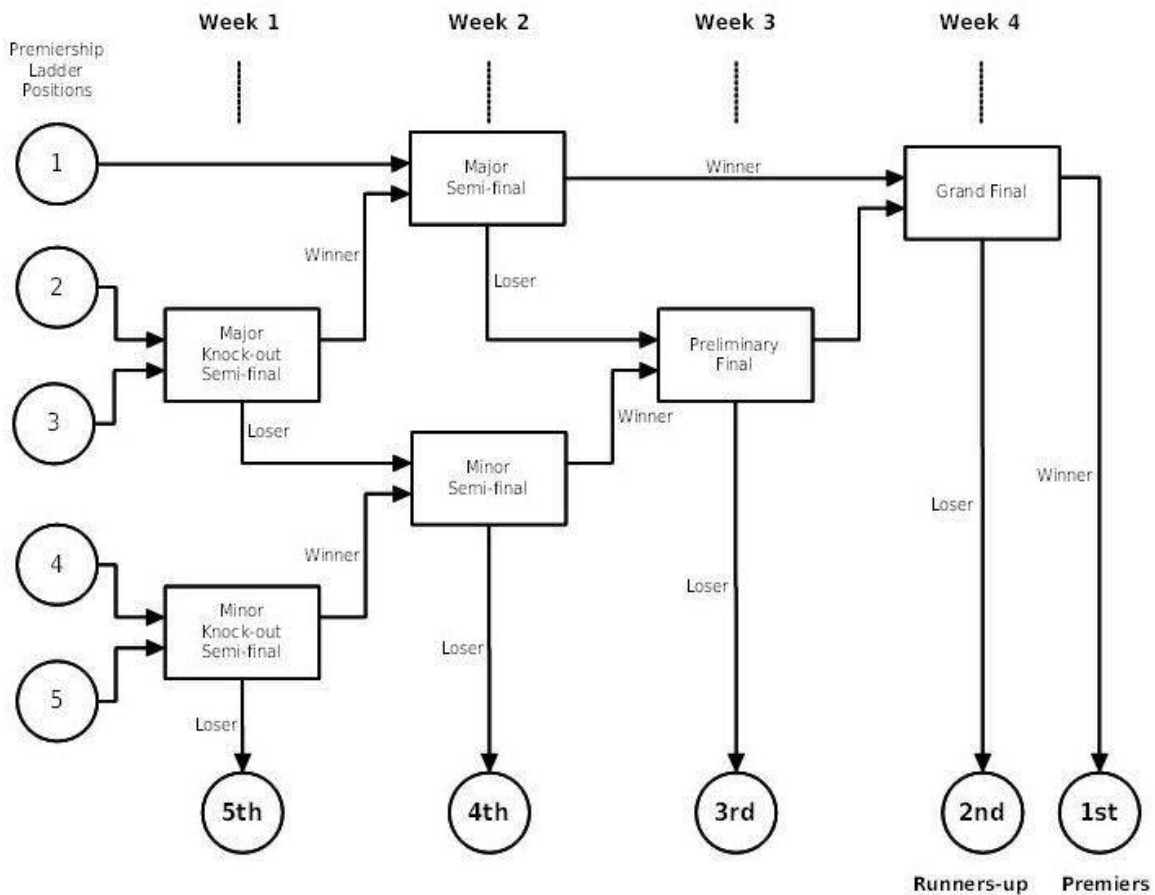 Week 1
Week 2
Week 3
Week 4
Premiership
Ladder
Positions
1
Major
Semi-final
Winner
Grand Final
Winner
Loser
2
Major
Knock-out
Semi-final
Preliminary
Final
3
Loser
Winner
Minor
Semi-final
Winner
Loser
4
Winner
Loser
Minor
Knock-out
Semi-final
Loser
5
Loser
5th
4th
3rd
2nd
1st
Runners-up
Premiers